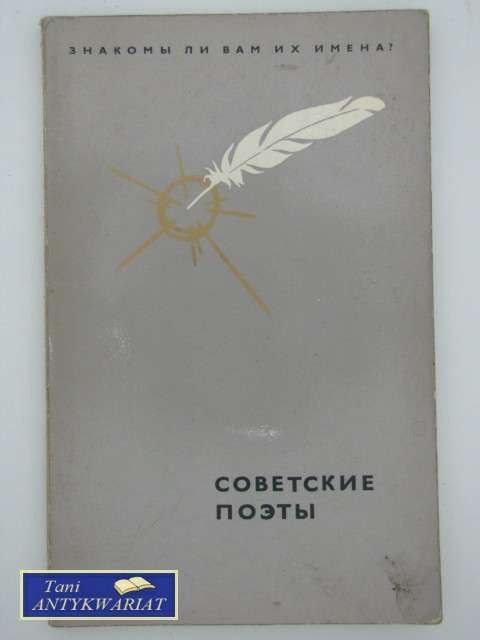 ЗНАКОМЫ ЛИ ВАМ ИХ ИМЕНА?
СОВЕТСКИЕ
ПОЭТЫ
Tani
ANTYKWARIAT